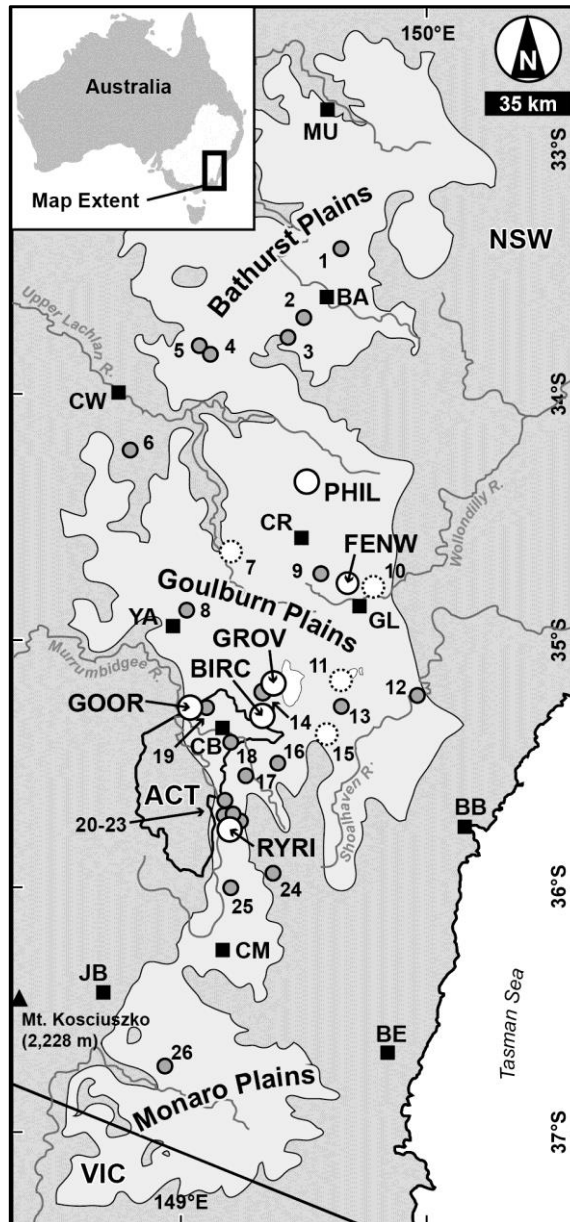 150°E
Australia
N
35 km
Map Extent
MU
33°S
NSW
Bathurst Plains
1
BA
2
3
5
4
Upper Lachlan R.
CW
34°S
6
PHIL
CR
Wollondilly R.
FENW
7
9
10
Goulburn Plains
8
GL
YA
35°S
Murrumbidgee R.
GROV
BIRC
11
12
GOOR
14
13
19
CB
18
16
15
17
Shoalhaven R.
ACT
BB
20-23
RYRI
24
36°S
25
CM
JB
Mt. Kosciuszko
(2,228 m)
Tasman Sea
BE
26
Monaro Plains
37°S
VIC
149°E